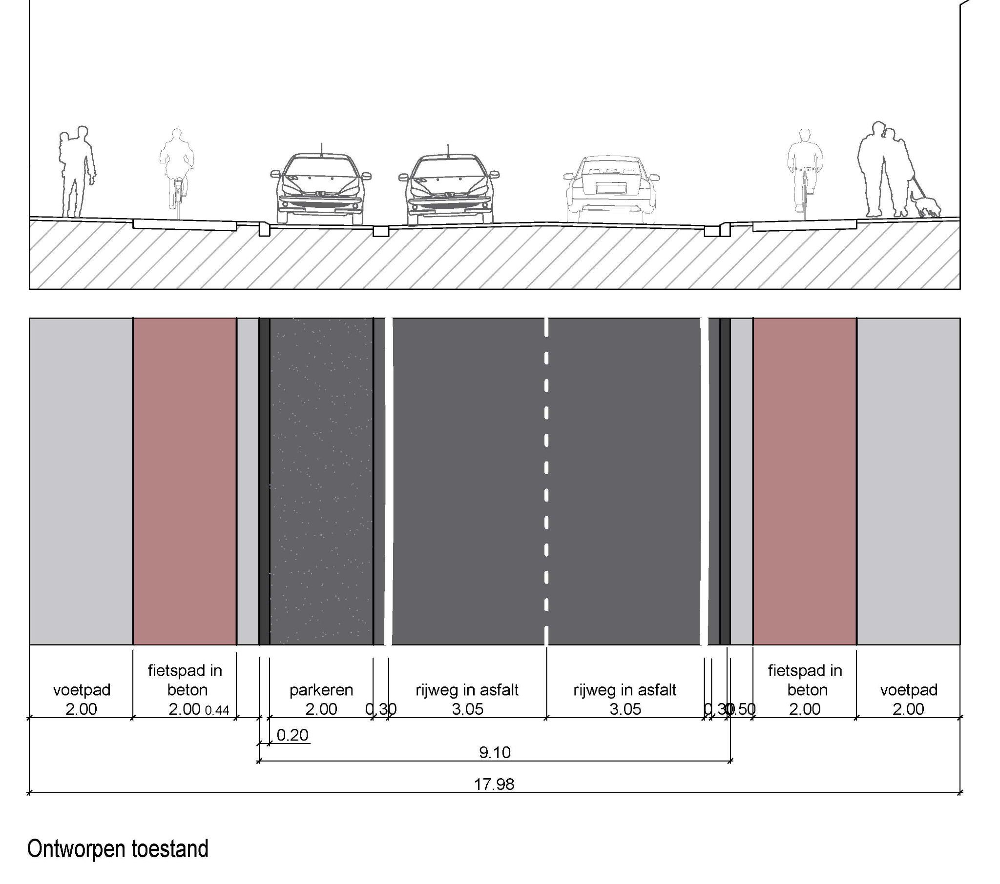 fietspad in
fietspad in
voetpad beton parkeren rijweg in asfalt rijweg in asfalt beton voetpad
2.00 2.00 0.44 2.00 0.30 3.05 3.05 0.30 0.50 2.00 2.00
0.20
9.10
17.98
Ontworpen toestand